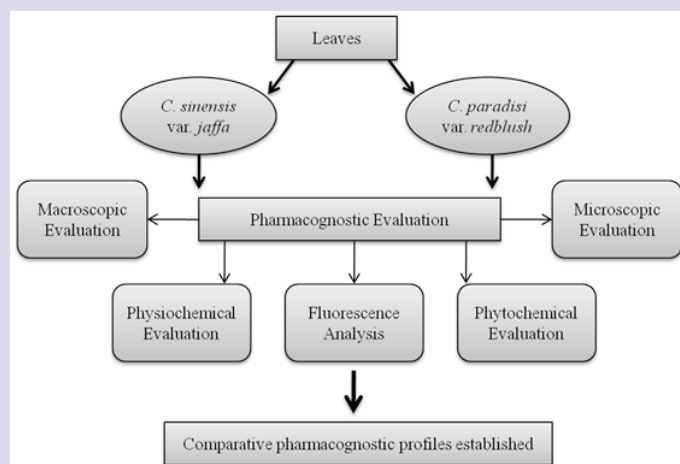 Leaves
C. sinensis
var. jaffa
C. paradisi
var. redblush
Macroscopic
Evaluation
Pharmacognostic Evaluation
Microscopic
Evaluation
Physiochemical
Evaluation
Fluorescence
Analysis
Phytochemical
Evaluation
Comparative pharmacognostic profiles established